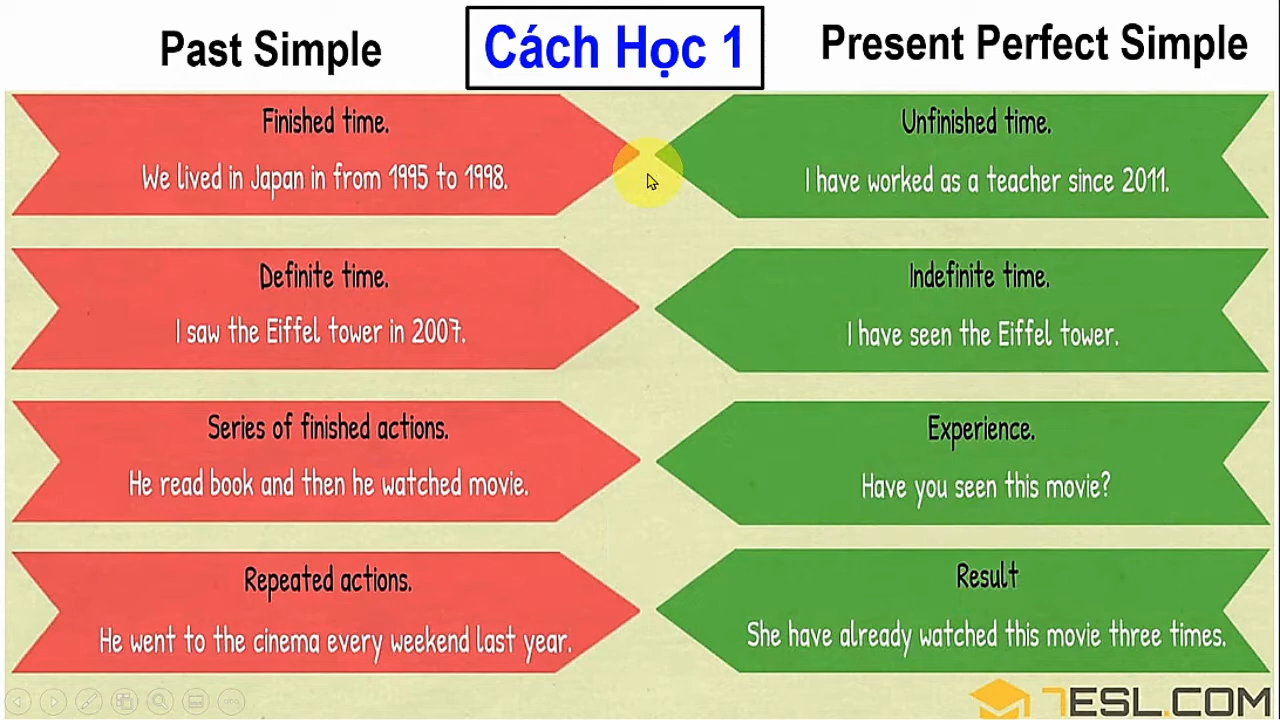 Past Simple
Cách Học 1
Present Perfect Simple
Finished time.
We lived in Japan in from 1995 to 1998.
Unfinished time.
I have worked as a teacher since 2011.
Definite time.
I saw the Eiffel tower in 2007.
Indefinite time.
I have seen the Eiffel tower.
Series of finished actions.
He read book and then he watched movie.
Experience.
Have you seen this movie?
Repeated actions.
He went to the cinema every weekend last year.
Result
She have already watched this movie three times.
7ESL.COM